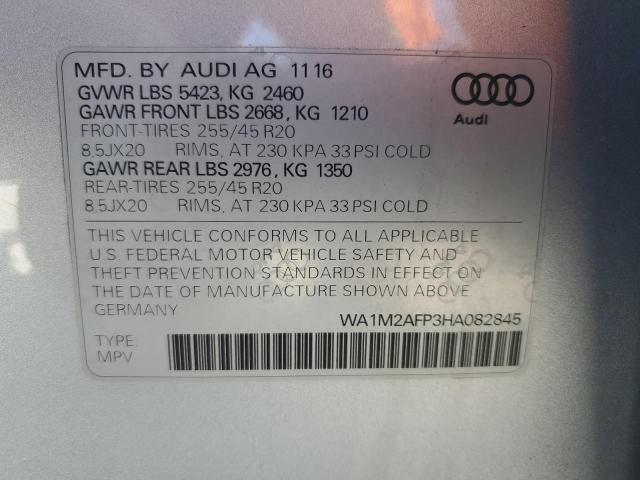 MFD. BY AUDI AG 11 16
GVWR LBS 5423, KG 2460
GAWR FRONT LBS 2668, KG 1210
FRONT-TIRES 255/45 R20
8,5JX20 RIMS, AT 230 KPA 33 PSI COLD
GAWR REAR LBS 2976, KG 1350
REAR-TIRES 255/45 R20
8,5JX20 RIMS, AT 230 KPA 33 PSI COLD
Audi
THIS VEHICLE CONFORMS TO ALL APPLICABLE
U.S. FEDERAL MOTOR VEHICLE SAFETY AND
THEFT PREVENTION STANDARDS IN EFFECT ON
THE DATE OF MANUFACTURE SHOWN ABOVE.
GERMANY WA1M2AFP3HA082845
TYPE:
MPV